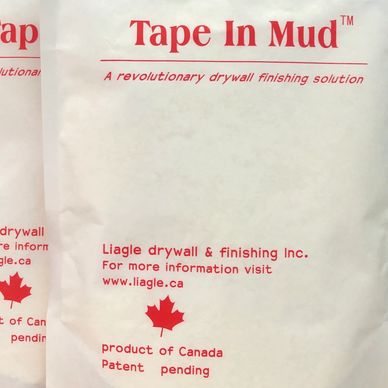 Tape In Mud™
A revolutionary drywall finishing solution
Liagle drywall & finishing Inc.
For more information visit
www.liagle.ca
product of Canada
Patent pending
drywall